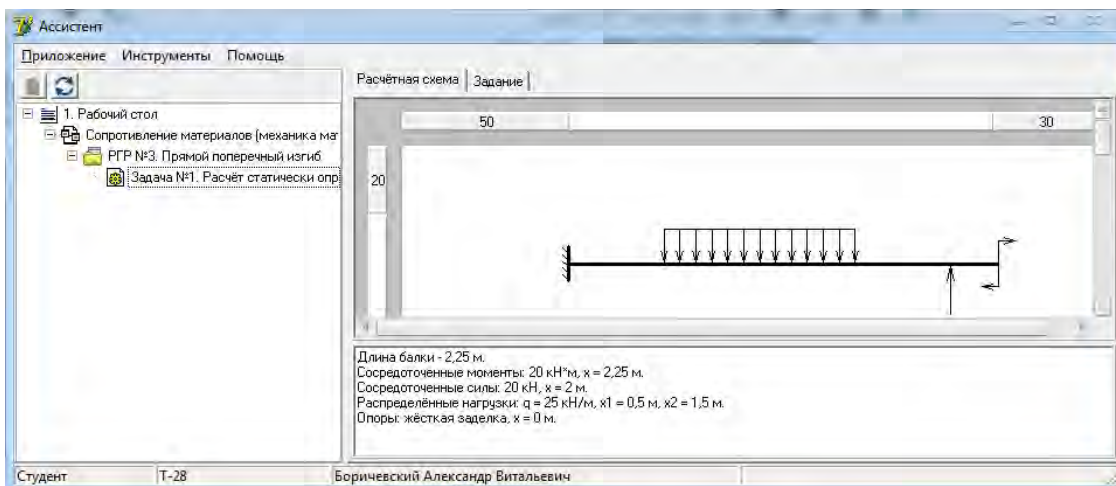 Ассистент
Приложение Инструменты Помощь
Расчётная схема Задание
1. Рабочий стол
Сопротивление материалов (механика мат
РГР №3. Прямой поперечный изгиб
Задача №1. Расчёт статически опр
50 30
20
Длина балки - 2,25 м.
Сосредоточенные моменты: 20 кН*м, x = 2,25 м.
Сосредоточенные силы: 20 кН, x = 2 м.
Распределённые нагрузки: q = 25 кН/м, x1 = 0,5 м, x2 = 1,5 м.
Опоры: жёсткая заделка, x = 0 м.
Студент Т-28 Боричевский Александр Витальевич